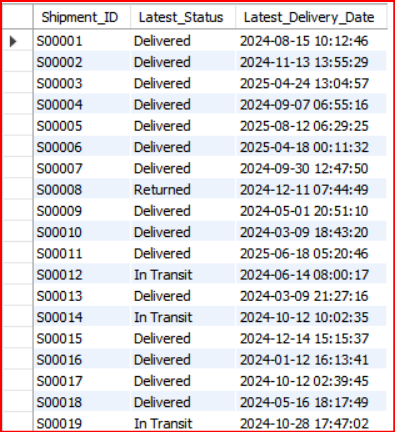 Shipment_ID Latest_Status Latest_Delivery_Date
S00001 Delivered 2024-08-15 10:12:46
S00002 Delivered 2024-11-13 13:55:29
S00003 Delivered 2025-04-24 13:04:57
S00004 Delivered 2024-09-07 06:55:16
S00005 Delivered 2025-08-12 06:29:25
S00006 Delivered 2025-04-18 00:11:32
S00007 Delivered 2024-09-30 12:47:50
S00008 Returned 2024-12-11 07:44:49
S00009 Delivered 2024-05-01 20:51:10
S00010 Delivered 2024-03-09 18:43:20
S00011 Delivered 2025-06-18 05:20:46
S00012 In Transit 2024-06-14 08:00:17
S00013 Delivered 2024-03-09 21:27:16
S00014 In Transit 2024-10-12 10:02:35
S00015 Delivered 2024-12-14 15:15:37
S00016 Delivered 2024-01-12 16:13:41
S00017 Delivered 2024-10-12 02:39:45
S00018 Delivered 2024-05-16 18:17:49
S00019 In Transit 2024-10-28 17:47:02